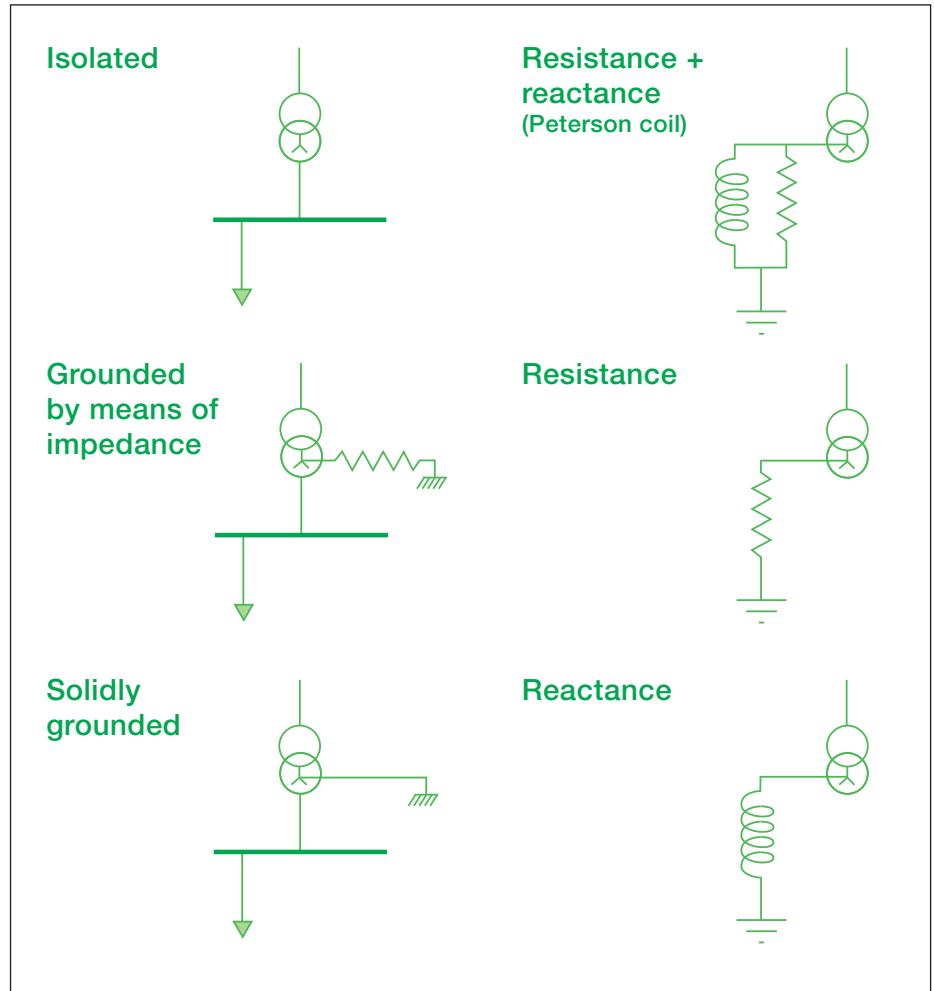 Isolated
Resistance +
reactance
(Peterson coil)
Grounded
by means of
impedance
Resistance
Solidly
grounded
Reactance